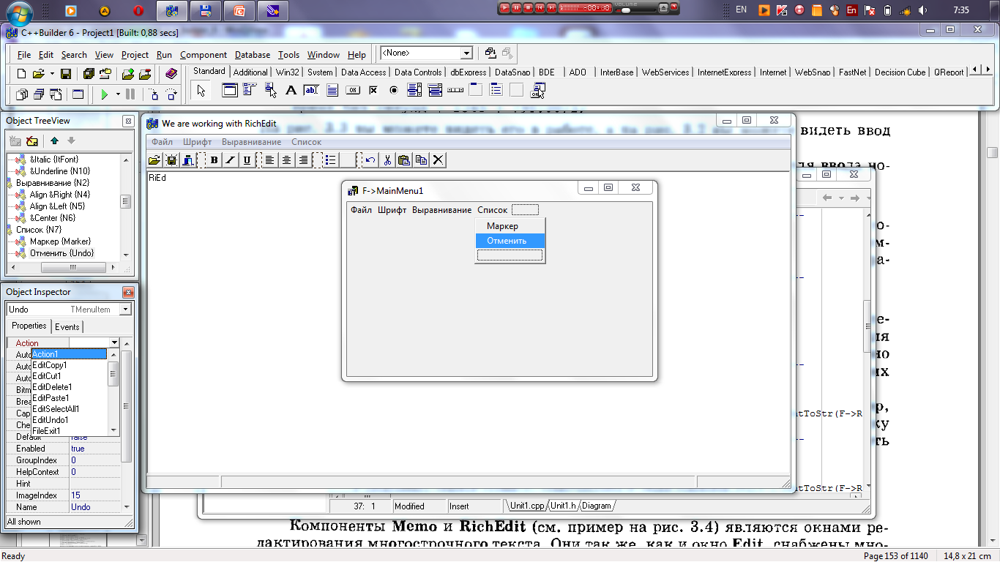 EN
En
VOLUME
7:35
C++Builder 6 - Project1 [Built: 0,88 secs]
File Edit Search View Project Run Component Database Tools Window Help
<None>
Standard Additional Win32 System Data Access Data Controls dbExpress DataSnap BDE ADO InterBase WebServices InternetExpress Internet WebSnap FastNet Decision Cube QReport
Object TreeView
&Italic {ItFont}
&Underline {N10}
Выравнивание {N2}
Align &Right {N4}
Align &Left {N5}
&Center {N6}
Список {N7}
Маркер {Marker}
Отменить {Undo}
We are working with RichEdit
Файл Шрифт Выравнивание Список
B I U
RiEd
F->MainMenu1
Файл Шрифт Выравнивание Список
Маркер
Отменить
Object Inspector
Undo TMenuItem
Properties Events
Action
Action1
EditCopy1
EditCut1
EditDelete1
EditPaste1
EditSelectAll1
EditUndo1
FileExit1
Auto
Auto
Auto
Bitm
Brea
Cap
Che
Default false
Enabled true
GroupIndex 0
HelpContext 0
Hint
ImageIndex 15
Name Undo
All shown
видеть ввод
ntToStr(F->R
ntToStr(F->R
37: 1 Modified Insert Unit1.cpp Unit1.h Diagram
Компоненты Memo и RichEdit (см. пример на рис. 3.4) являются окнами ре-
дактирования многострочного текста. Они так же, как и окно Edit, снабжены мно-
Ready
Page 153 of 1140 14,8 x 21 cm